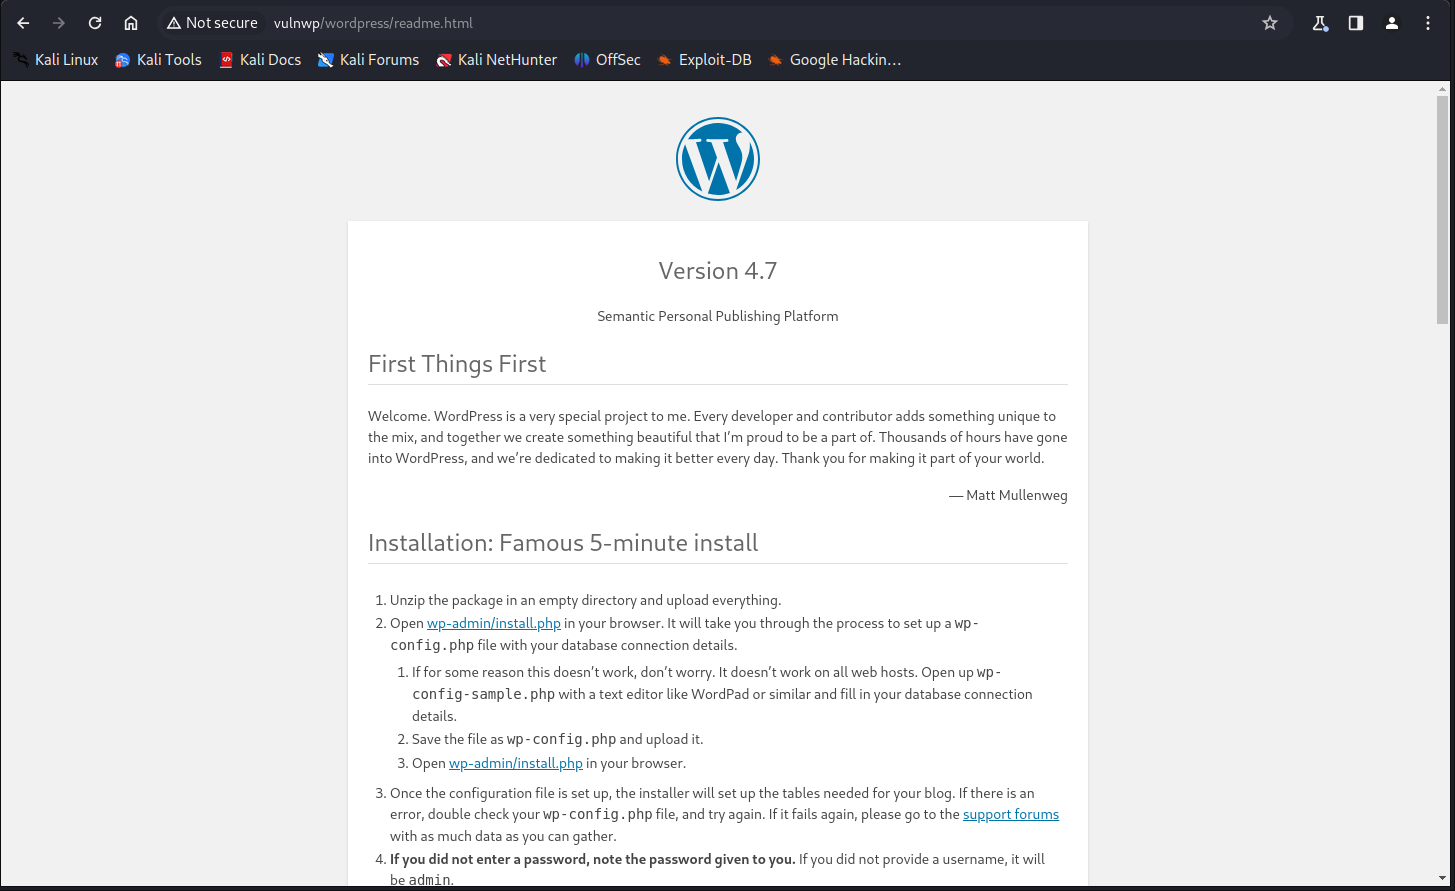 Not secure vulnwp/wordpress/readme.html
Kali Linux Kali Tools Kali Docs Kali Forums Kali NetHunter OffSec Exploit-DB Google Hackin…
W
Version 4.7
Semantic Personal Publishing Platform
First Things First
Welcome. WordPress is a very special project to me. Every developer and contributor adds something unique to
the mix, and together we create something beautiful that I’m proud to be a part of. Thousands of hours have gone
into WordPress, and we’re dedicated to making it better every day. Thank you for making it part of your world.
— Matt Mullenweg
Installation: Famous 5-minute install
1. Unzip the package in an empty directory and upload everything.
2. Open wp-admin/install.php in your browser. It will take you through the process to set up a wp-
config.php file with your database connection details.
1. If for some reason this doesn’t work, don’t worry. It doesn’t work on all web hosts. Open up wp-
config-sample.php with a text editor like WordPad or similar and fill in your database connection
details.
2. Save the file as wp-config.php and upload it.
3. Open wp-admin/install.php in your browser.
3. Once the configuration file is set up, the installer will set up the tables needed for your blog. If there is an
error, double check your wp-config.php file, and try again. If it fails again, please go to the support forums
with as much data as you can gather.
4. If you did not enter a password, note the password given to you. If you did not provide a username, it will
be admin.